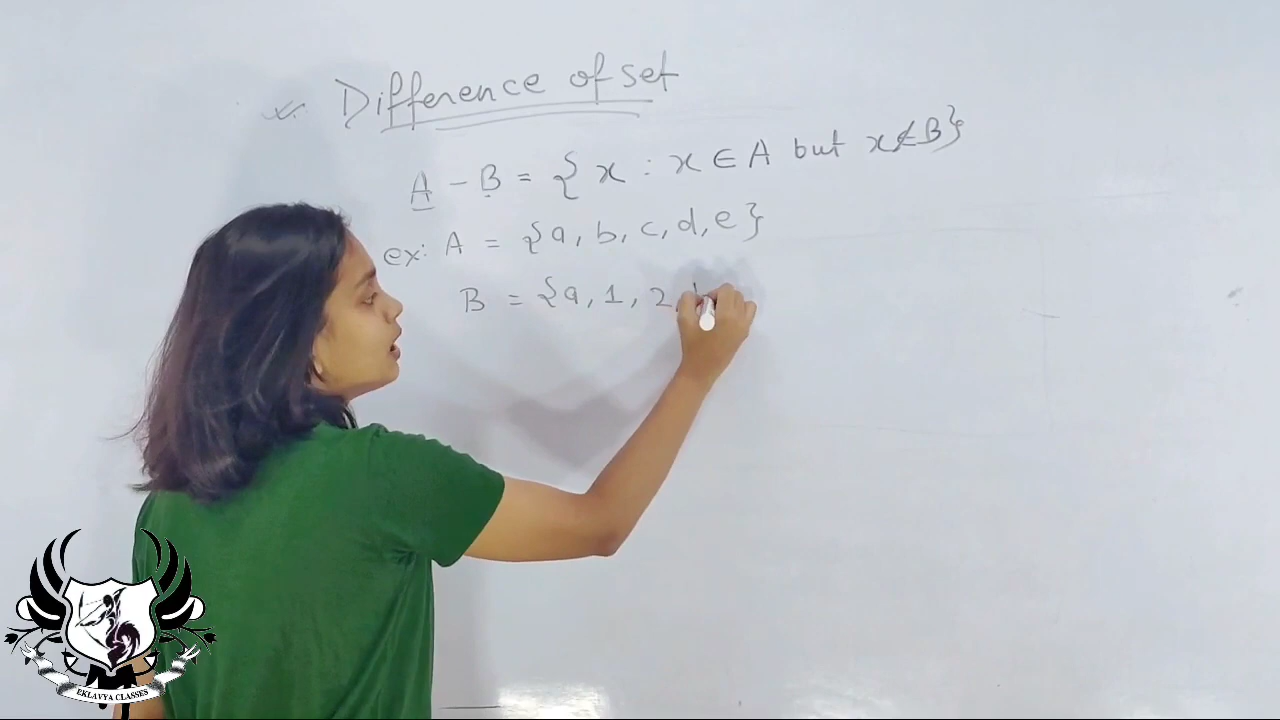 Difference of set
A - B = { x : x ∈ A but x ∉ B }
ex: A = {a, b, c, d, e}
B = {a, 1, 2,
EKLAVYA CLASSES